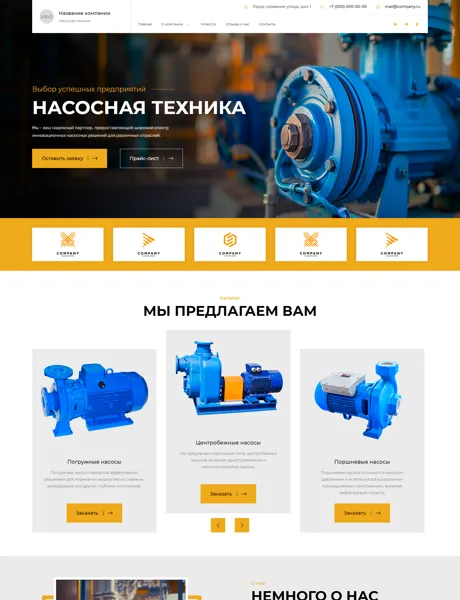 LOGO
Название компании
Насосная техника
Город, название улицы, дом 1
+7 (000) 000-00-00
mail@company.ru
Главная
О компании
Новости
Отзывы о нас
Контакты
Выбор успешных предприятий
НАСОСНАЯ ТЕХНИКА
Мы - ваш надежный партнер, предоставляющий широкий спектр
инновационных насосных решений для различных отраслей.
Оставить заявку
Прайс-лист
COMPANY
COMPANY
COMPANY
COMPANY
COMPANY
Каталог
МЫ ПРЕДЛАГАЕМ ВАМ
Погружные насосы
Погружные насосы являются эффективным
решением для перекачки жидкостей из скважин,
резервуаров или других глубоких источников.
Заказать
Центробежные насосы
Мы предлагаем различные типы центробежных
насосов, включая одноступенчатые и
многоступенчатые насосы.
Заказать
Поршневые насосы
Поршневые насосы отличаются высоким
давлением и используются в различных
промышленных приложениях, включая
нефтегазовую отрасль.
Заказать
О нас
НЕМНОГО О НАС